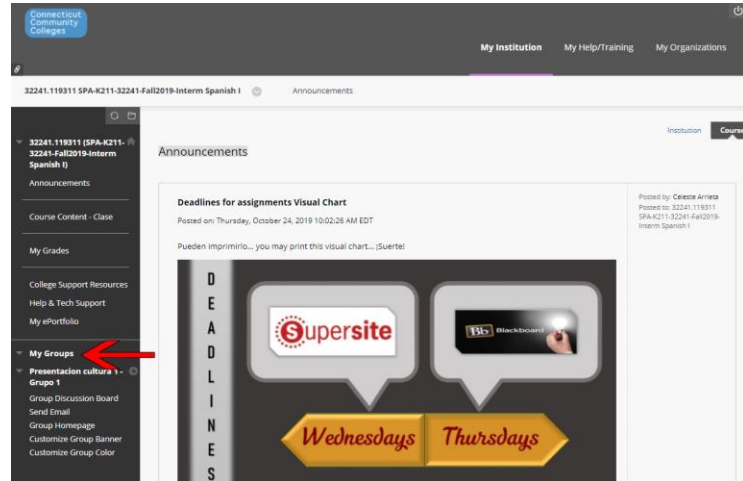 Connecticut
Community
Colleges
My Institution
My Help/Training
My Organizations
32241.119311 SPA-K211-32241-Fall2019-Interm Spanish I
Announcements
32241.119311 (SPA-K211-
32241-Fall2019-Interm
Spanish I)
Announcements
Course Content - Clase
My Grades
College Support Resources
Help & Tech Support
My ePortfolio
My Groups
Presentacion cultura 1 -
Grupo 1
Group Discussion Board
Send Email
Group Homepage
Customize Group Banner
Customize Group Color
Institution
Course
Announcements
Deadlines for assignments Visual Chart
Posted on: Thursday, October 24, 2019 10:02:26 AM EDT
Pueden imprimirlo... you may print this visual chart... ¡Suerte!
Posted by: Celeste Arrieta
Posted to: 32241.119311
SPA-K211-32241-Fall2019-
Interm Spanish I
DEADLINES
Supersite
Bb Blackboard
Wednesdays
Thursdays